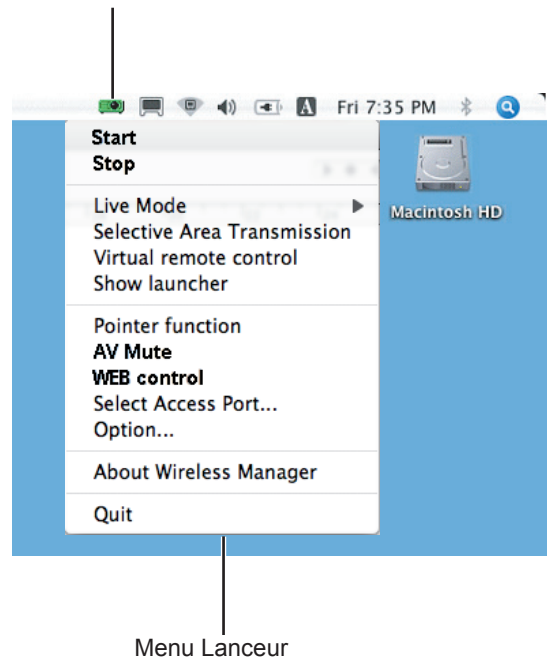 A Fri 7:35 PM
Start
Stop
Macintosh HD
Live Mode
Selective Area Transmission
Virtual remote control
Show launcher
Pointer function
AV Mute
WEB control
Select Access Port...
Option...
About Wireless Manager
Quit
Menu Lanceur